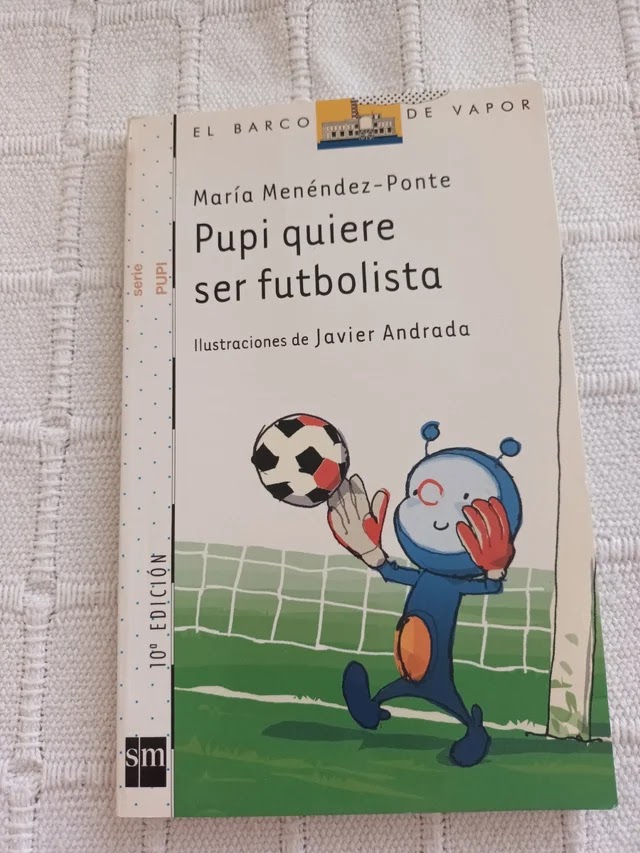 EL BARCO DE VAPOR
María Menéndez-Ponte
Pupi quiere
ser futbolista
Ilustraciones de Javier Andrada
serie
PUPI
10ª EDICIÓN
sm